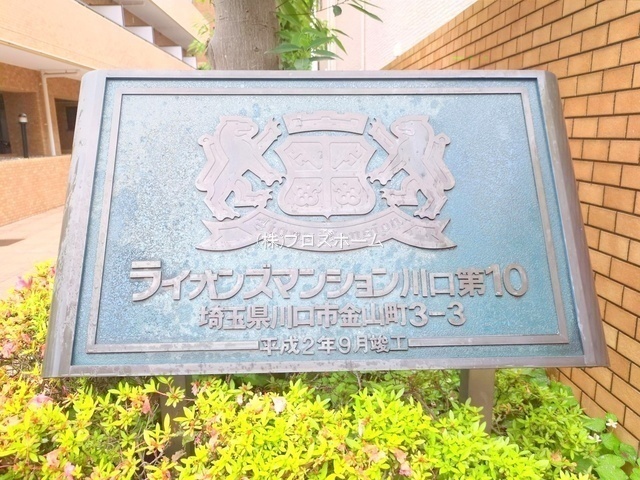 ㈱プロズホーム
ライオンズマンション川口第10
埼玉県川口市金山町3-3
平成2年9月竣工